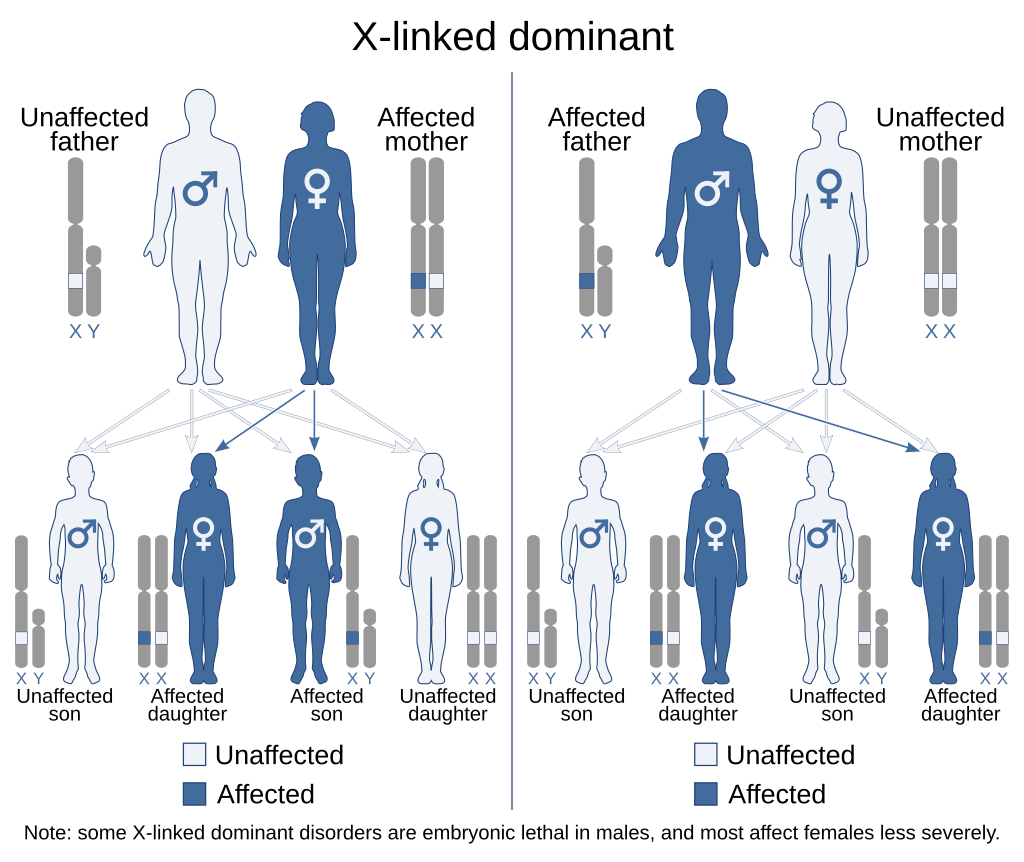 X-linked dominant
Unaffected
father
Affected
mother
X Y
X X
Unaffected
son
Affected
daughter
Affected
son
Unaffected
daughter
X Y
X X
X Y
X X
Unaffected
Affected
Affected
father
Unaffected
mother
X Y
X X
X Y
X X
X Y
X X
Unaffected
son
Affected
daughter
Unaffected
son
Affected
daughter
Unaffected
Affected
Note: some X-linked dominant disorders are embryonic lethal in males, and most affect females less severely.